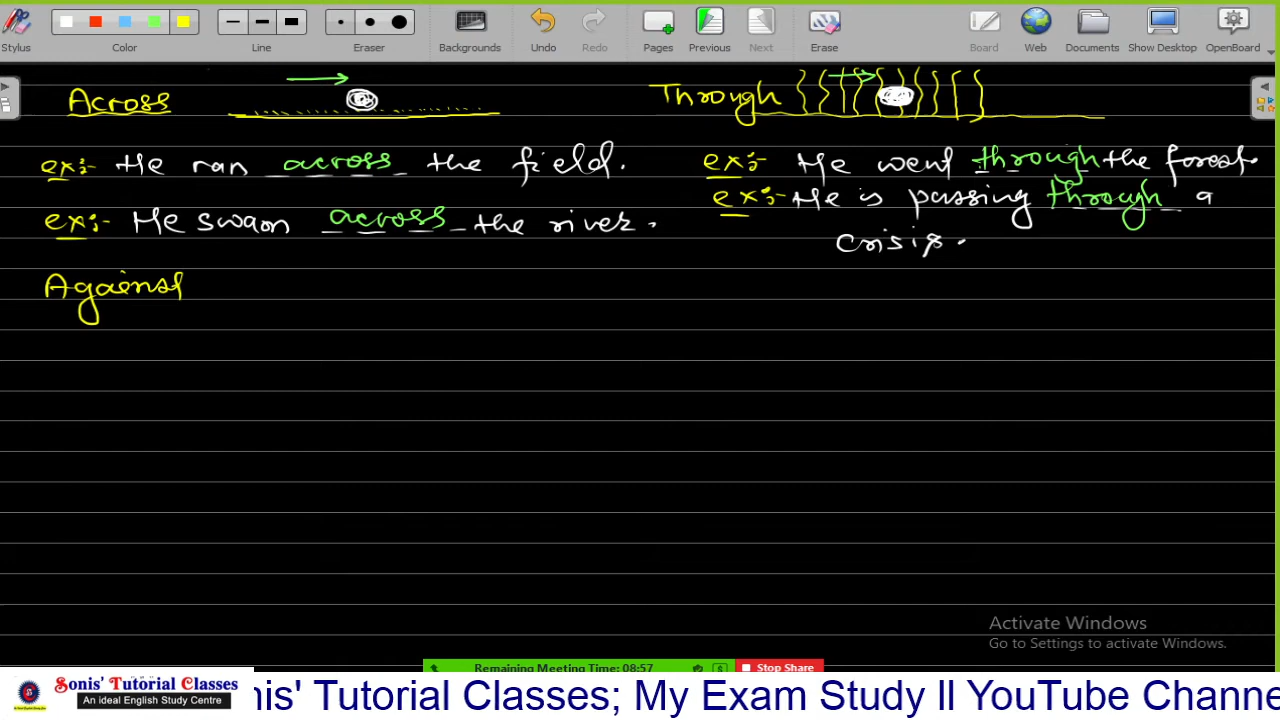 Stylus
Color
Line
Eraser
Backgrounds
Undo
Redo
Pages
Previous
Next
Erase
Board
Web
Documents
Show Desktop
OpenBoard
Across
ex:- He ran across the field.
ex:- He swam across the river.
Against
Through
ex:- He went through the forest.
ex:- He is passing through a
crisis.
Activate Windows
Go to Settings to activate Windows.
Remaining Meeting Time: 08:57
Stop Share
Sonis' Tutorial Classes
An ideal English Study Centre
nis' Tutorial Classes; My Exam Study II YouTube Channe